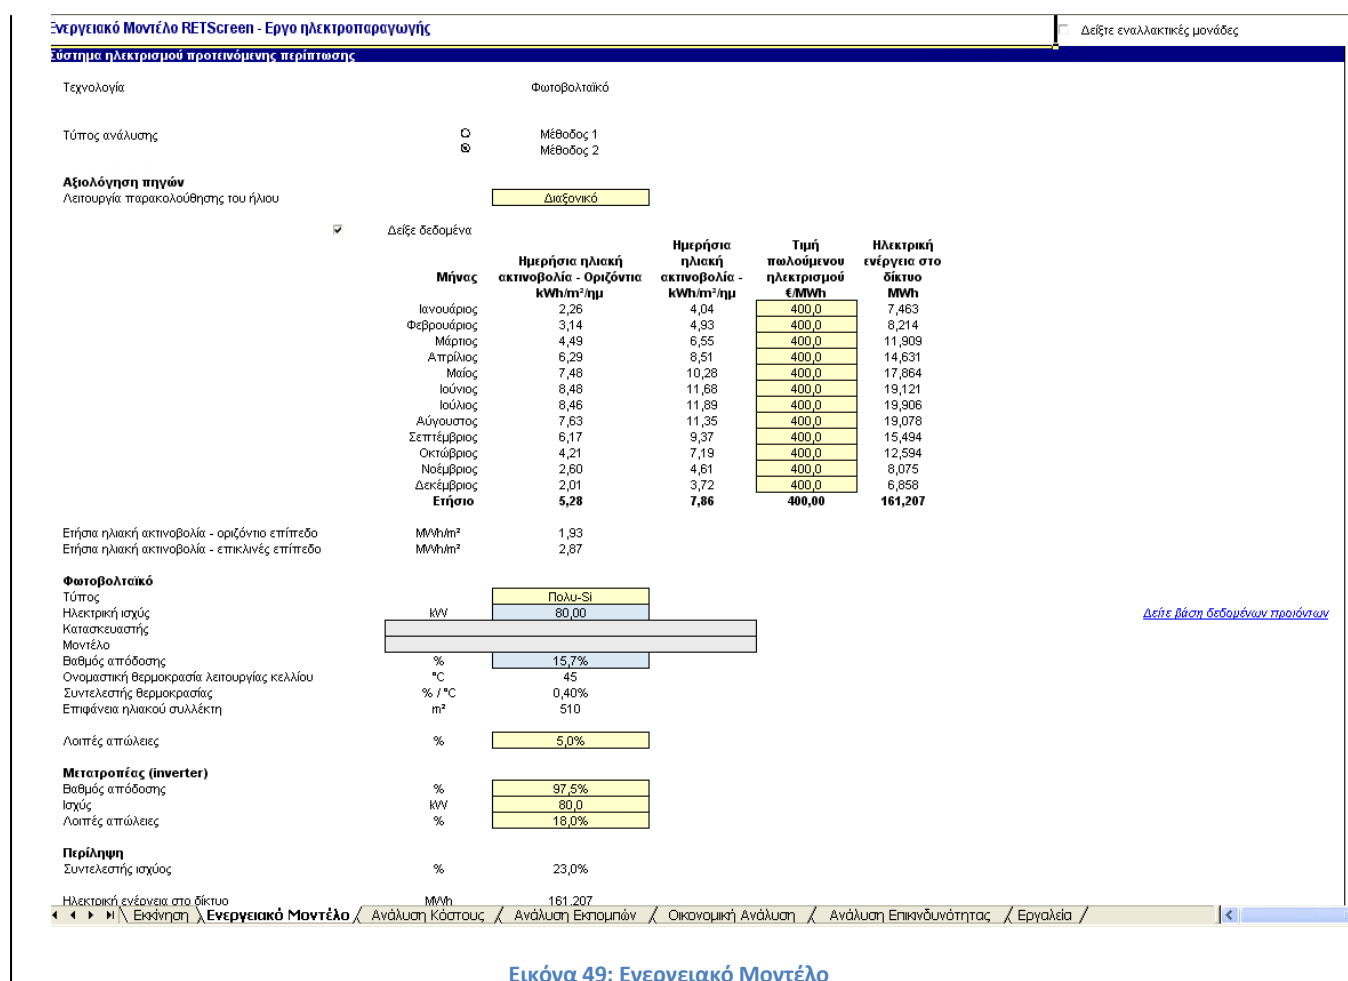 Ενεργειακό Μοντέλο RETScreen - Εργο ηλεκτροπαραγωγής
Δείξτε εναλλακτικές μονάδες
Σύστημα ηλεκτρισμού προτεινόμενης περίπτωσης
Τεχνολογία Φωτοβολταϊκό
Τύπος ανάλυσης Μέθοδος 1
Μέθοδος 2
Αξιολόγηση πηγών
Λειτουργία παρακολούθησης του ήλιου Διαξονικό
Δείξε δεδομένα
Μήνας Ημερήσια ηλιακή ακτινοβολία - Οριζόντια kWh/m²/ημ Ημερήσια ηλιακή ακτινοβολία - kWh/m²/ημ Τιμή πωλούμενου ηλεκτρισμού €/MWh Ηλεκτρική ενέργεια στο δίκτυο MWh
Ιανουάριος 2,26 4,04 400,0 7,463
Φεβρουάριος 3,14 4,93 400,0 8,214
Μάρτιος 4,49 6,55 400,0 11,909
Απρίλιος 6,29 8,51 400,0 14,631
Μαίος 7,48 10,28 400,0 17,864
Ιούνιος 8,48 11,68 400,0 19,121
Ιούλιος 8,46 11,89 400,0 19,906
Αύγουστος 7,63 11,35 400,0 19,078
Σεπτέμβριος 6,17 9,37 400,0 15,494
Οκτώβριος 4,21 7,19 400,0 12,594
Νοέμβριος 2,60 4,61 400,0 8,075
Δεκέμβριος 2,01 3,72 400,0 6,858
Ετήσιο 5,28 7,86 400,00 161,207
Ετήσια ηλιακή ακτινοβολία - οριζόντιο επίπεδο MWh/m² 1,93
Ετήσια ηλιακή ακτινοβολία - επικλινές επίπεδο MWh/m² 2,87
Φωτοβολταϊκό
Τύπος Πολυ-Si
Ηλεκτρική ισχύς kW 80,00 Δείτε βάση δεδομένων προιόντων
Κατασκευαστής
Μοντέλο
Βαθμός απόδοσης % 15,7%
Ονομαστική θερμοκρασία λειτουργίας κελλίου °C 45
Συντελεστής θερμοκρασίας % / °C 0,40%
Επιφάνεια ηλιακού συλλέκτη m² 510
Λοιπές απώλειες % 5,0%
Μετατροπέας (inverter)
Βαθμός απόδοσης % 97,5%
Ισχύς kW 80,0
Λοιπές απώλειες % 18,0%
Περίληψη
Συντελεστής ισχύος % 23,0%
Ηλεκτρική ενέργεια στο δίκτυο MWh 161,207
Εκκίνηση Ενεργειακό Μοντέλο Ανάλυση Κόστους Ανάλυση Εκπομπών Οικονομική Ανάλυση Ανάλυση Επικινδυνότητας Εργαλεία
Εικόνα 49: Ενεργειακό Μοντέλο